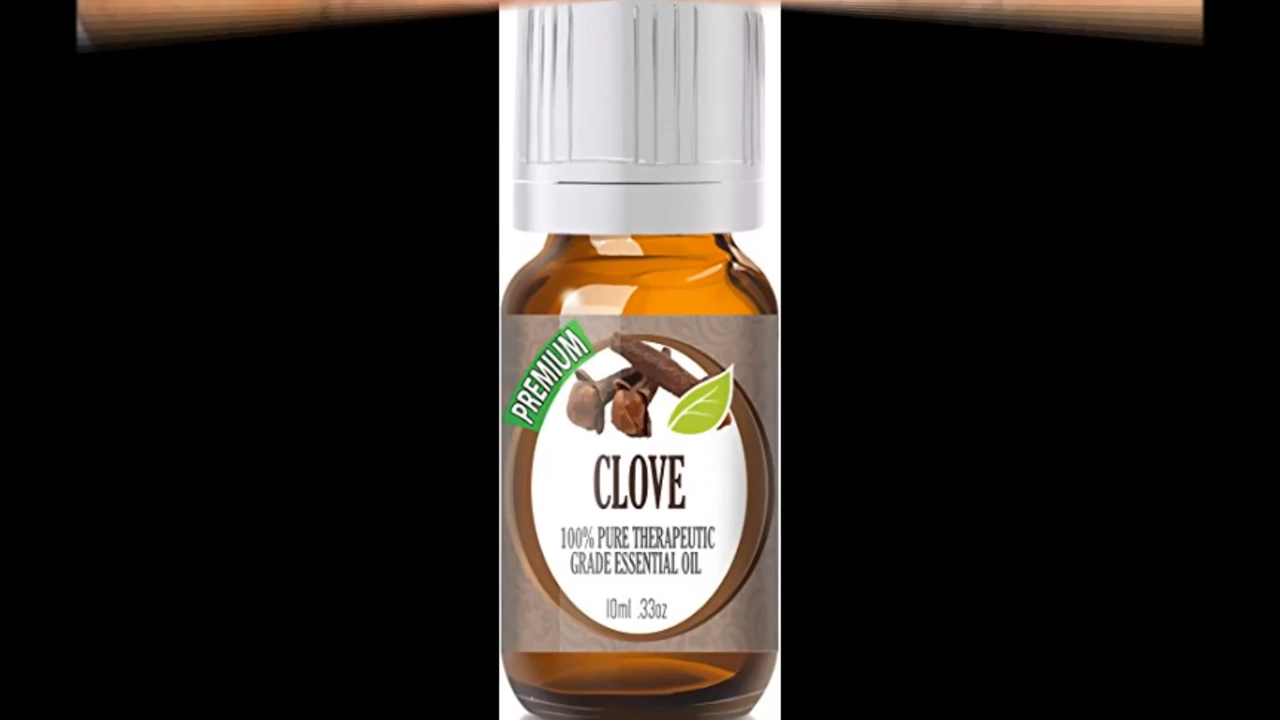 PREMIUM
CLOVE
100% PURE THERAPEUTIC
GRADE ESSENTIAL OIL
10ml .33oz